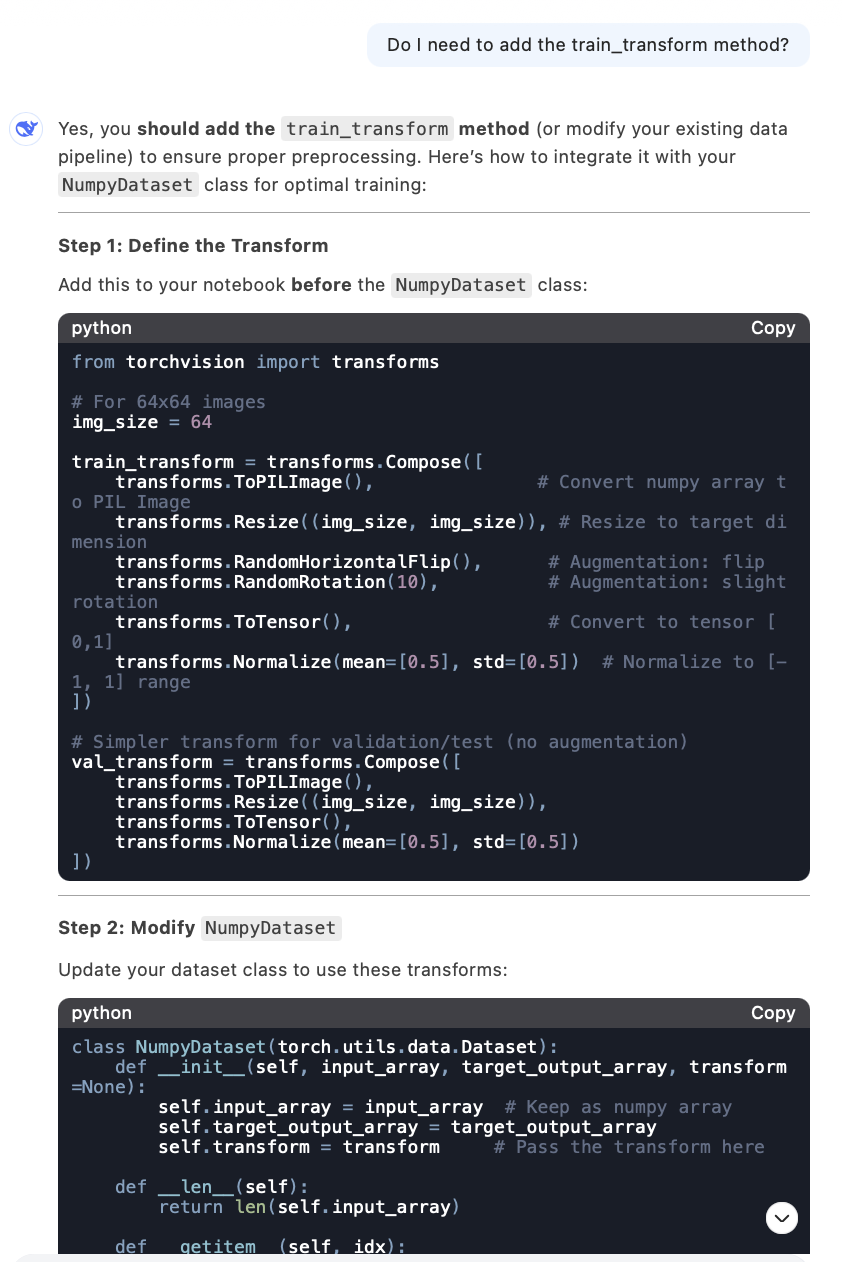 Do I need to add the train_transform method?
Yes, you should add the train_transform method (or modify your existing data
pipeline) to ensure proper preprocessing. Here’s how to integrate it with your
NumpyDataset class for optimal training:
Step 1: Define the Transform
Add this to your notebook before the NumpyDataset class:
python Copy
from torchvision import transforms
# For 64x64 images
img_size = 64
train_transform = transforms.Compose([
    transforms.ToPILImage(),               # Convert numpy array t
o PIL Image
    transforms.Resize((img_size, img_size)), # Resize to target di
mension
    transforms.RandomHorizontalFlip(),      # Augmentation: flip
    transforms.RandomRotation(10),          # Augmentation: slight
rotation
    transforms.ToTensor(),                  # Convert to tensor [
0,1]
    transforms.Normalize(mean=[0.5], std=[0.5])  # Normalize to [-
1, 1] range
])
# Simpler transform for validation/test (no augmentation)
val_transform = transforms.Compose([
    transforms.ToPILImage(),
    transforms.Resize((img_size, img_size)),
    transforms.ToTensor(),
    transforms.Normalize(mean=[0.5], std=[0.5])
])
Step 2: Modify NumpyDataset
Update your dataset class to use these transforms:
python Copy
class NumpyDataset(torch.utils.data.Dataset):
    def __init__(self, input_array, target_output_array, transform
=None):
        self.input_array = input_array  # Keep as numpy array
        self.target_output_array = target_output_array
        self.transform = transform     # Pass the transform here
    def __len__(self):
        return len(self.input_array)
    def __getitem__(self, idx):